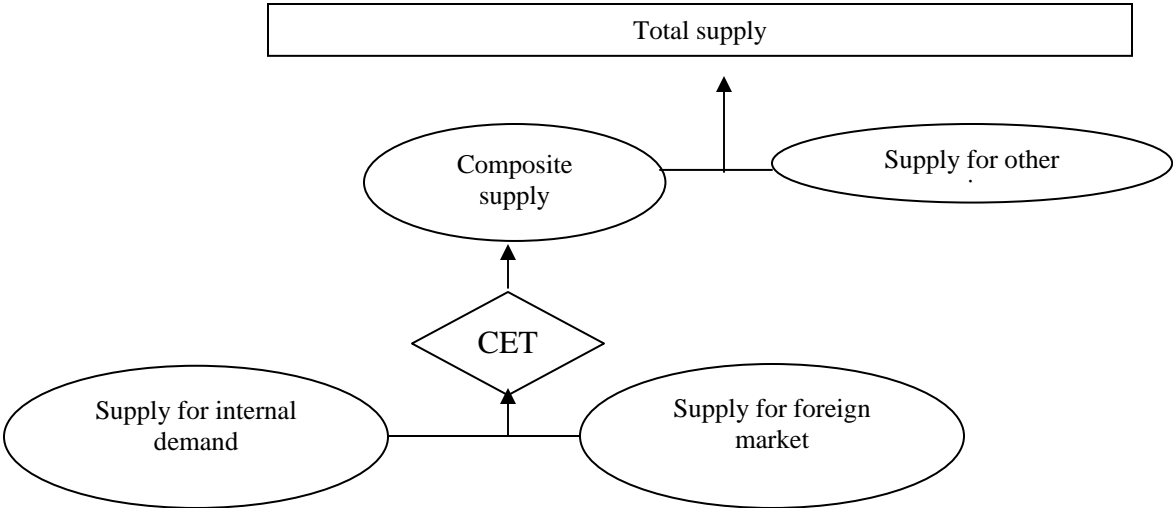 Total supply
Composite
supply
Supply for other
CET
Supply for internal
demand
Supply for foreign
market